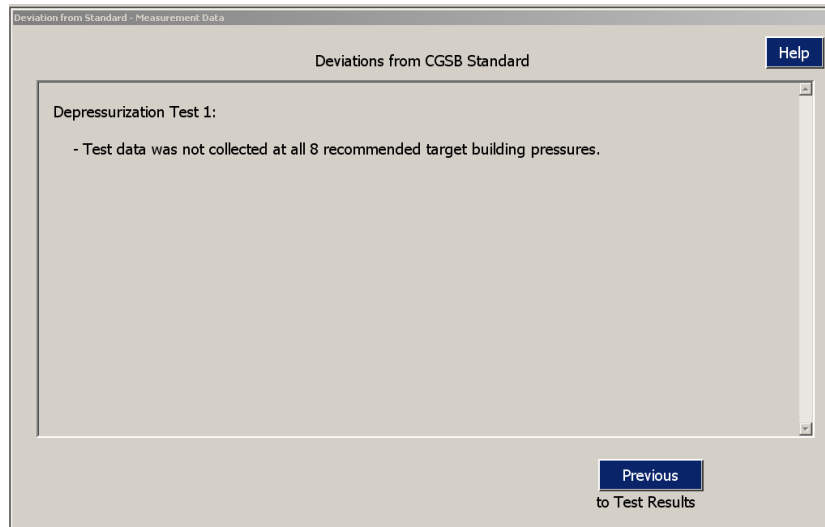 Deviation from Standard - Measurement Data
Deviations from CGSB Standard
Help
Depressurization Test 1:
- Test data was not collected at all 8 recommended target building pressures.
Previous
to Test Results